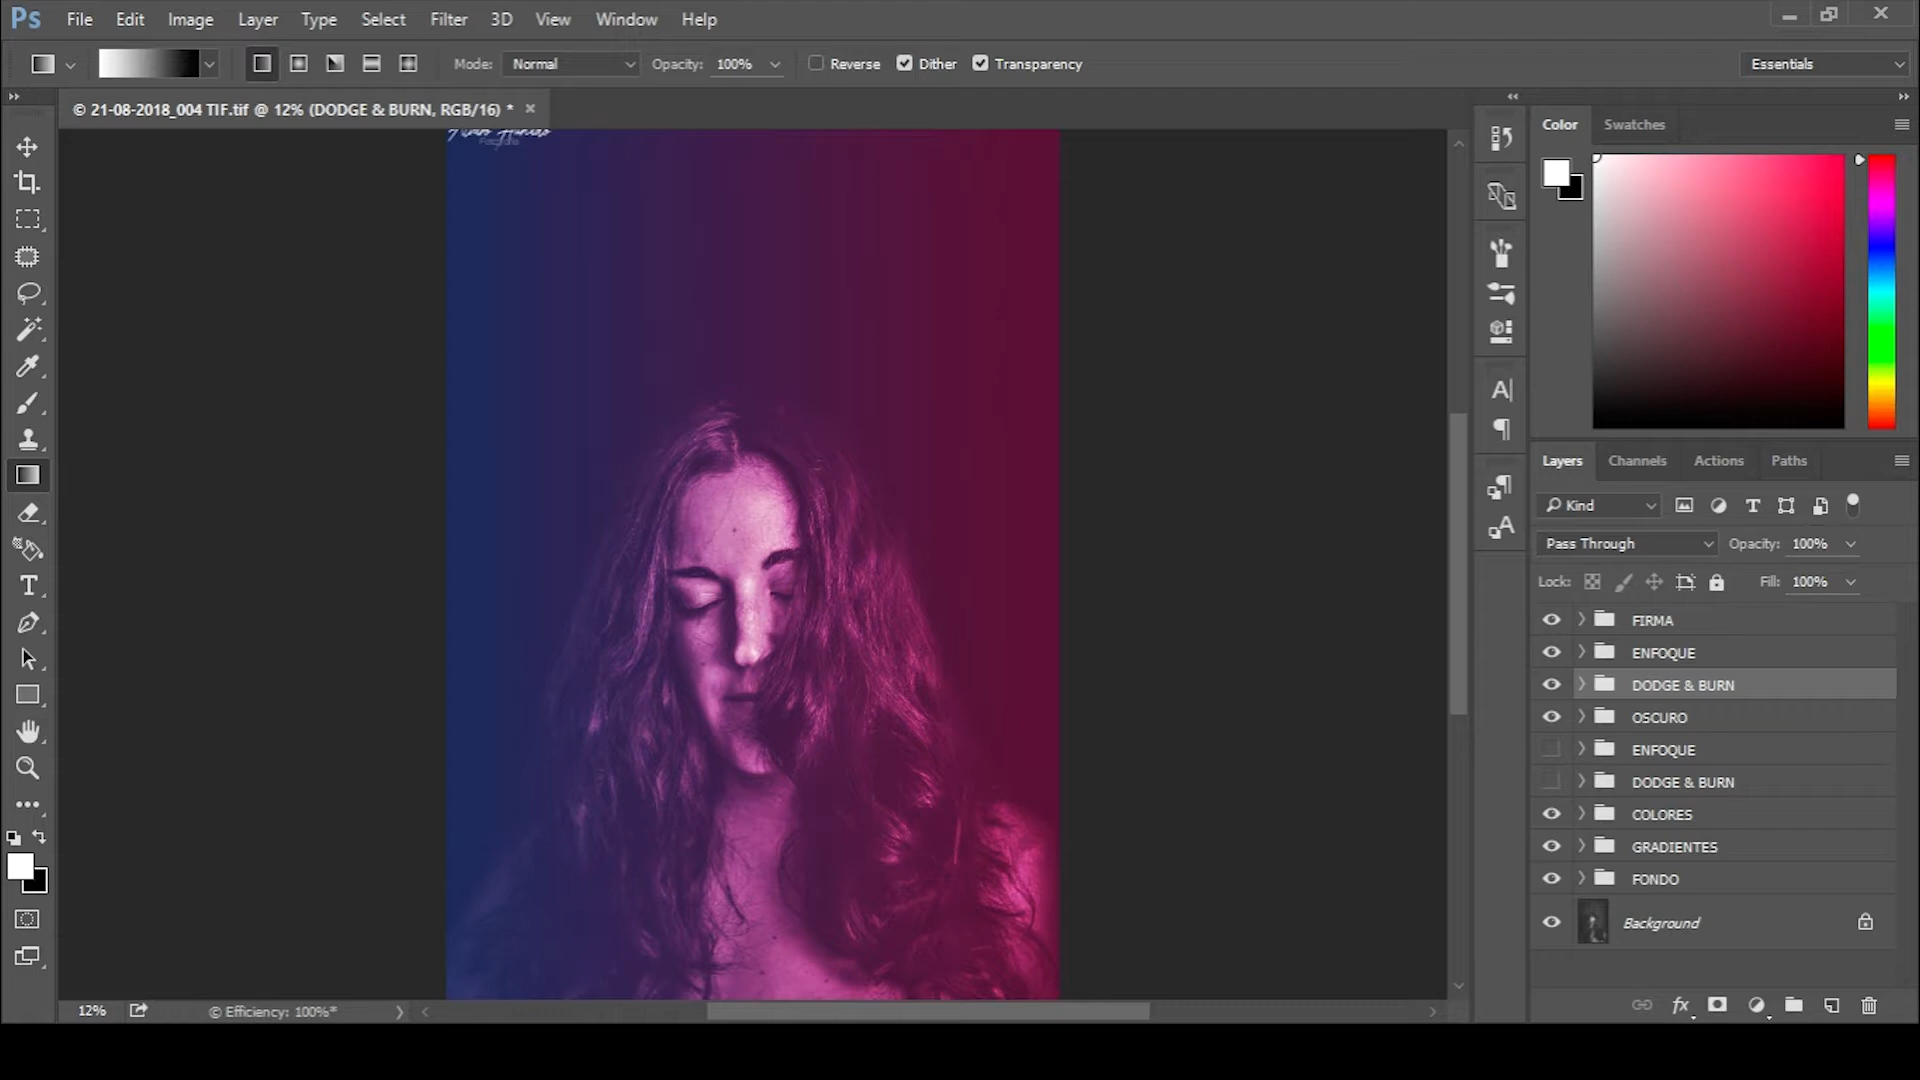 Ps File Edit Image Layer Type Select Filter 3D View Window Help
Mode: Normal Opacity: 100% Reverse Dither Transparency Essentials
© 21-08-2018_004 TIF.tif @ 12% (DODGE & BURN, RGB/16) * ×
Color Swatches
Layers Channels Actions Paths
Kind
Pass Through Opacity: 100%
Lock: Fill: 100%
FIRMA
ENFOQUE
DODGE & BURN
OSCURO
ENFOQUE
DODGE & BURN
COLORES
GRADIENTES
FONDO
Background
12% © Efficiency: 100%*